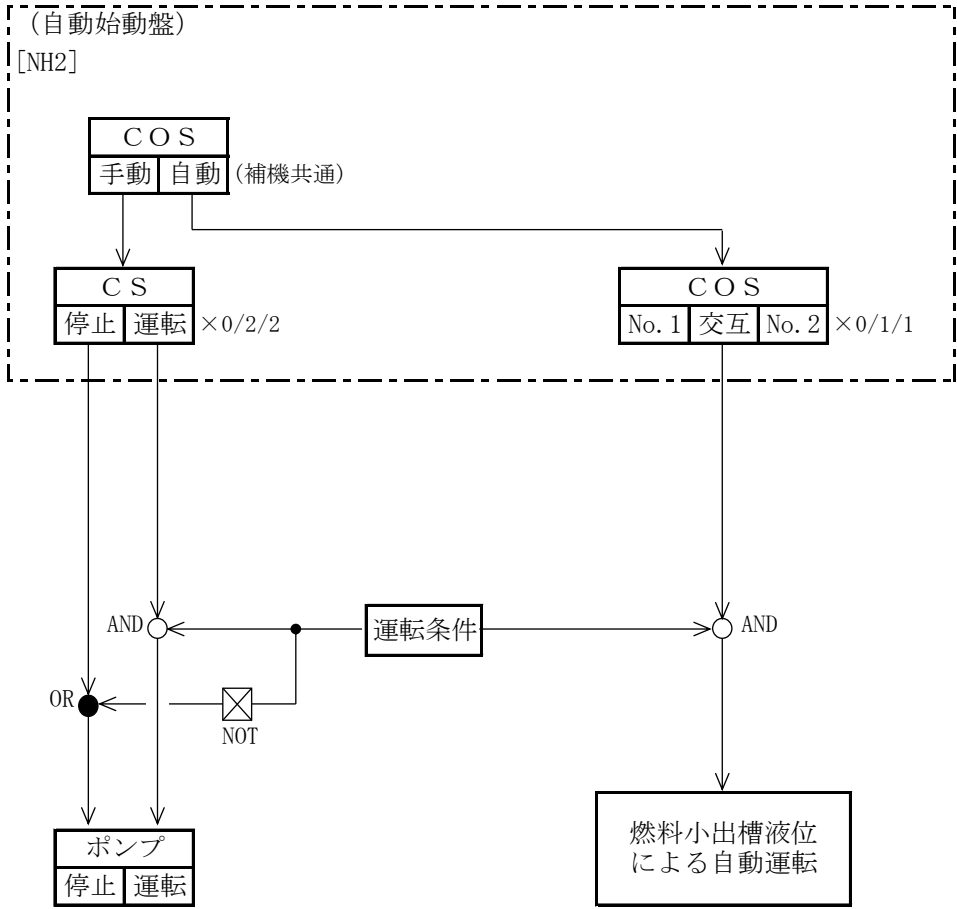 (自動始動盤)
[NH2]
ＣＯＳ
手動 自動 (補機共通)
ＣＳ
停止 運転 ×0/2/2
ＣＯＳ
No.1 交互 No.2 ×0/1/1
AND
運転条件
AND
OR
NOT
ポンプ
停止 運転
燃料小出槽液位
による自動運転